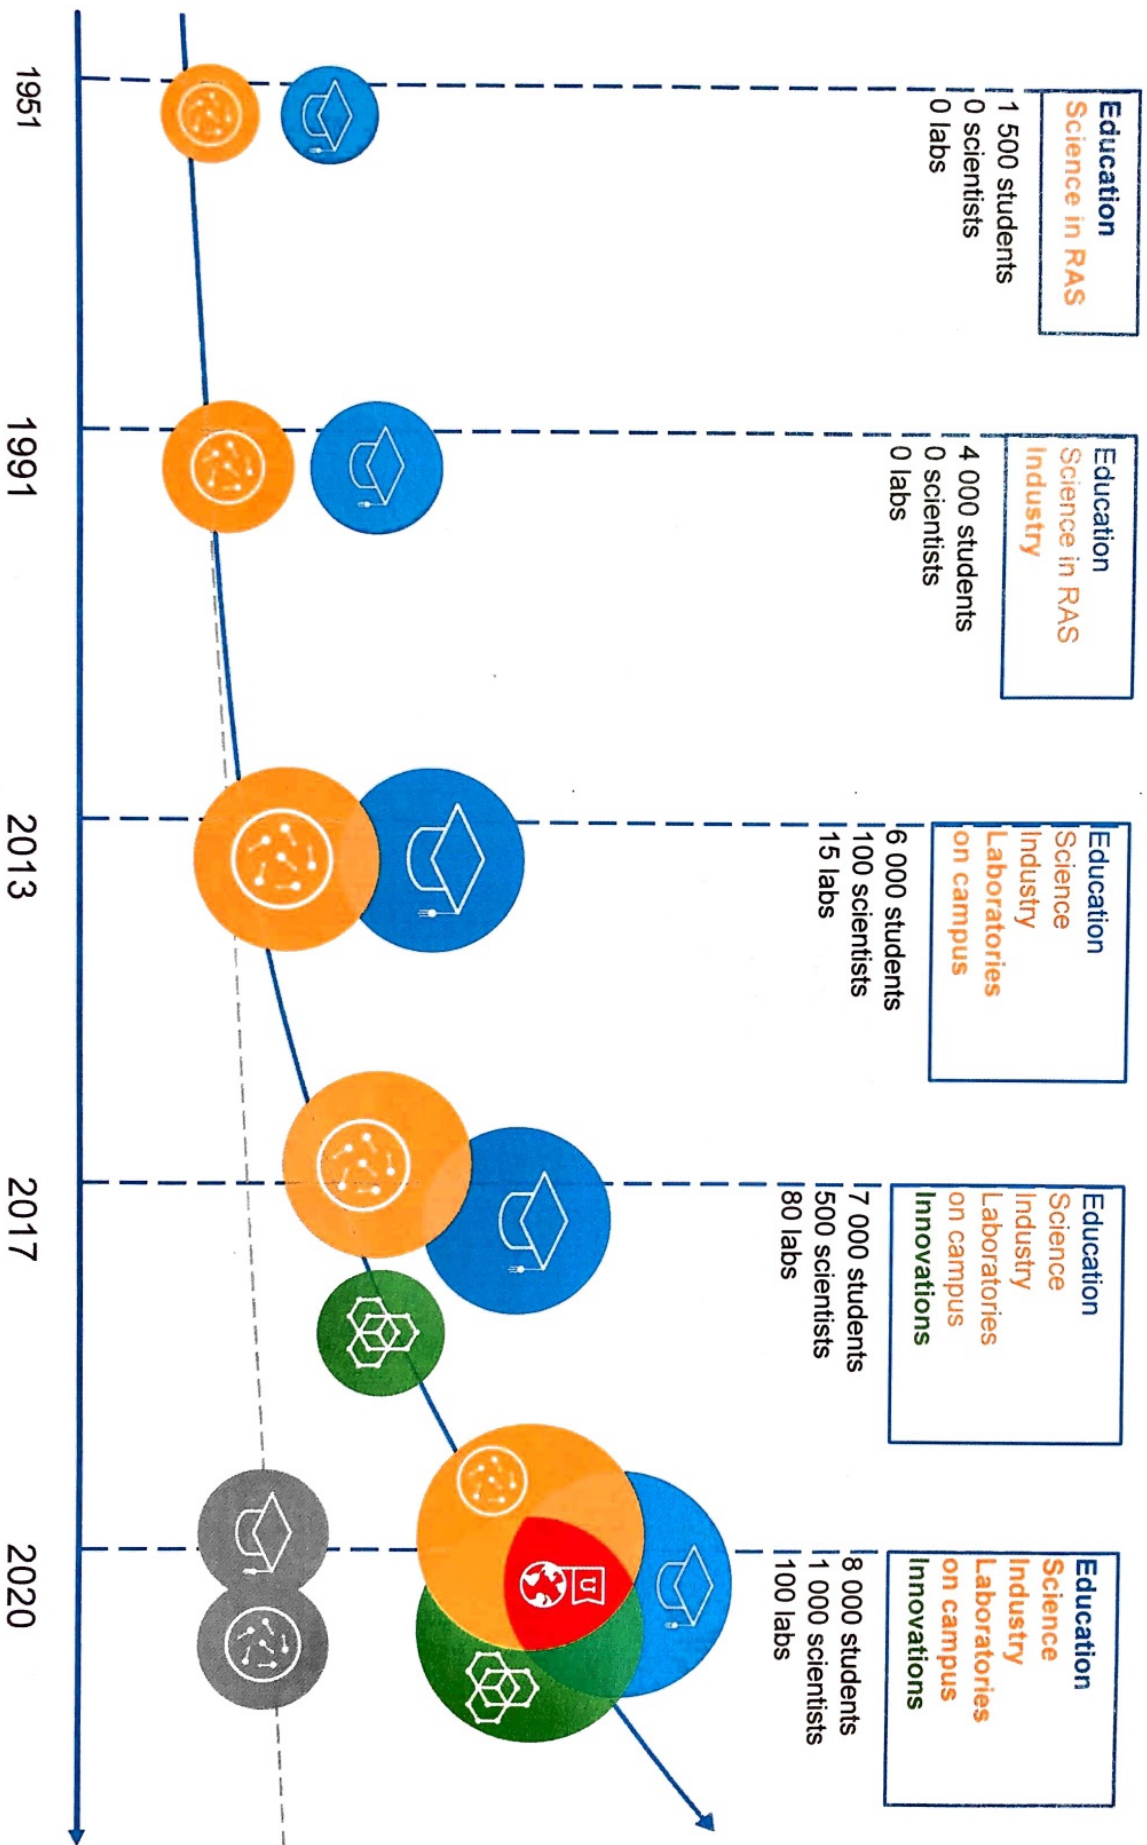 Education
Science in RAS
1 500 students
0 scientists
0 labs
1951
Education
Science in RAS
Industry
4 000 students
0 scientists
0 labs
1991
Education
Science
Industry
Laboratories
on campus
6 000 students
100 scientists
15 labs
2013
Education
Science
Industry
Laboratories
on campus
Innovations
7 000 students
500 scientists
80 labs
2017
Education
Science
Industry
Laboratories
on campus
Innovations
8 000 students
1 000 scientists
100 labs
U
2020